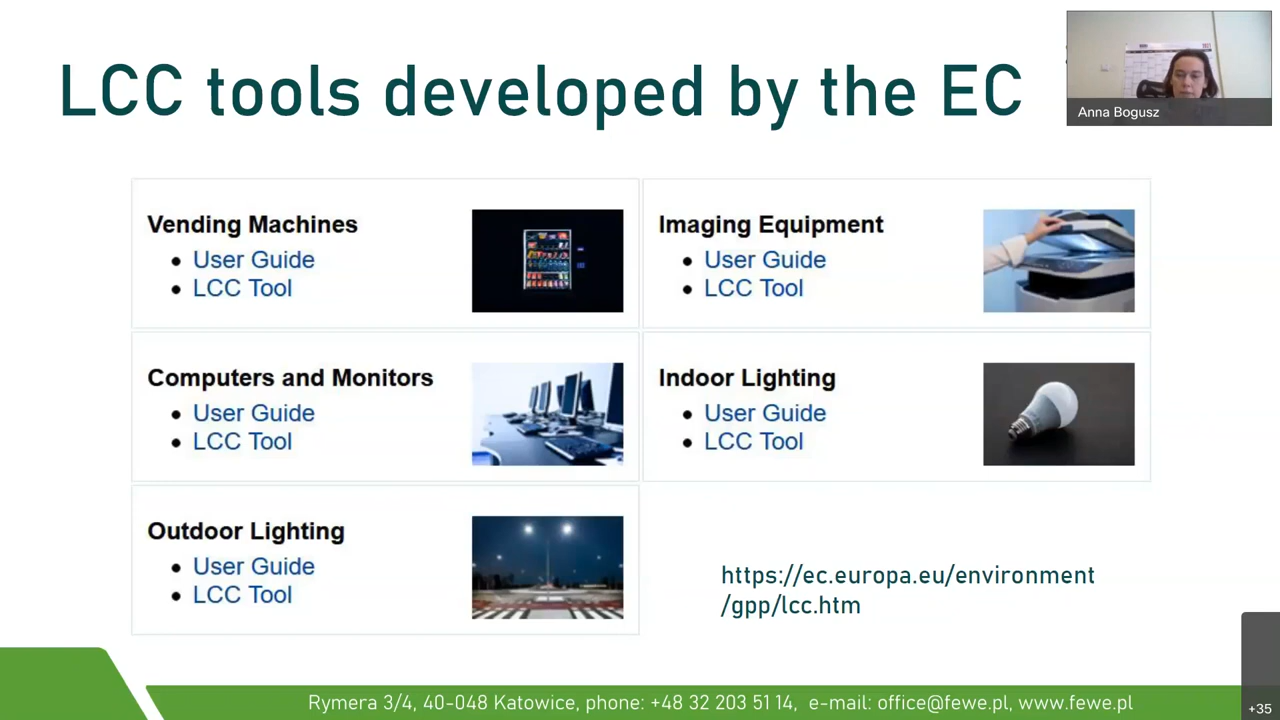 LCC tools developed by the EC
Anna Bogusz
Vending Machines
User Guide
LCC Tool
Imaging Equipment
User Guide
LCC Tool
Computers and Monitors
User Guide
LCC Tool
Indoor Lighting
User Guide
LCC Tool
Outdoor Lighting
User Guide
LCC Tool
https://ec.europa.eu/environment
/gpp/lcc.htm
Rymera 3/4, 40-048 Katowice, phone: +48 32 203 51 14, e-mail: office@fewe.pl, www.fewe.pl
+35